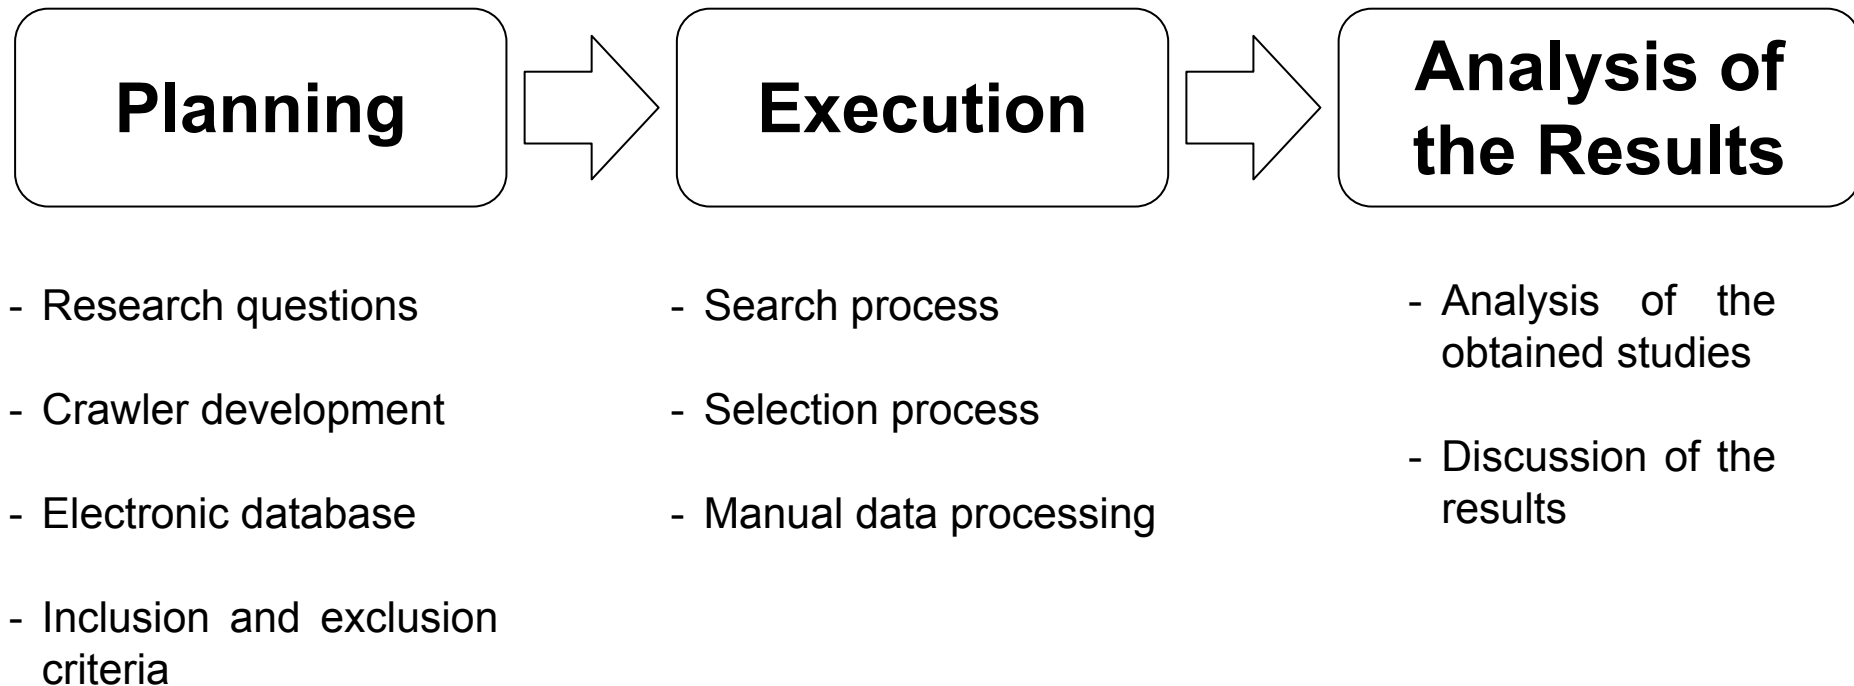 Planning
Execution
Analysis of
the Results
- Research questions
- Crawler development
- Electronic database
- Inclusion and exclusion
criteria
- Search process
- Selection process
- Manual data processing
- Analysis of the
obtained studies
- Discussion of the
results